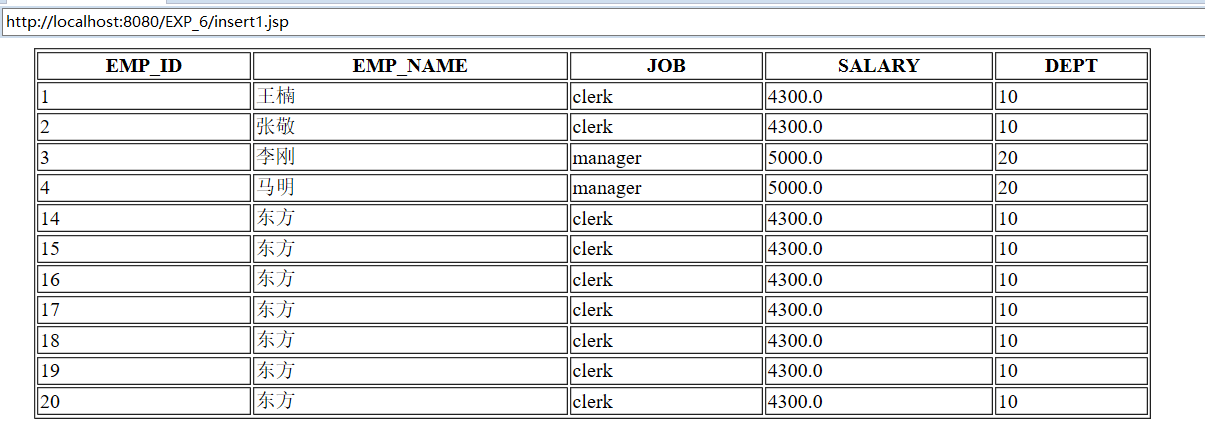 http://localhost:8080/EXP_6/insert1.jsp
EMP_ID EMP_NAME JOB SALARY DEPT
1 王楠 clerk 4300.0 10
2 张敬 clerk 4300.0 10
3 李刚 manager 5000.0 20
4 马明 manager 5000.0 20
14 东方 clerk 4300.0 10
15 东方 clerk 4300.0 10
16 东方 clerk 4300.0 10
17 东方 clerk 4300.0 10
18 东方 clerk 4300.0 10
19 东方 clerk 4300.0 10
20 东方 clerk 4300.0 10